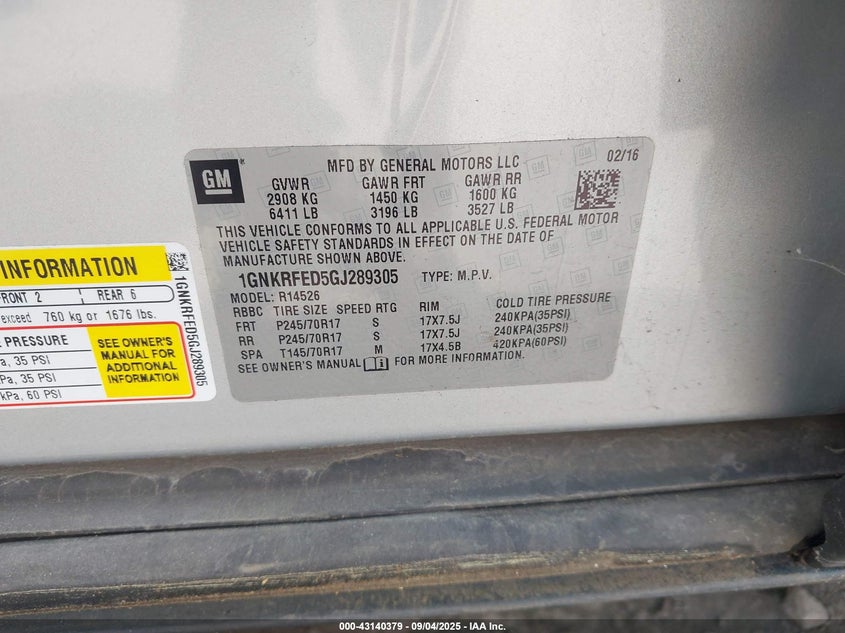 GM
MFD BY GENERAL MOTORS LLC 02/16
GVWR GAWR FRT GAWR RR
2908 KG 1450 KG 1600 KG
6411 LB 3196 LB 3527 LB
THIS VEHICLE CONFORMS TO ALL APPLICABLE U.S. FEDERAL MOTOR
VEHICLE SAFETY STANDARDS IN EFFECT ON THE DATE OF
MANUFACTURE SHOWN ABOVE.
1GNKRFED5GJ289305 TYPE: M.P.V.
MODEL: R14526
RBBC TIRE SIZE SPEED RTG RIM COLD TIRE PRESSURE
FRT P245/70R17 S 17X7.5J 240KPA(35PSI)
RR P245/70R17 S 17X7.5J 240KPA(35PSI)
SPA T145/70R17 M 17X4.5B 420KPA(60PSI)
SEE OWNER'S MANUAL FOR MORE INFORMATION.
INFORMATION
FRONT 2 REAR 6
exceed 760 kg or 1676 lbs.
PRESSURE
a, 35 PSI
Pa, 35 PSI
kPa, 60 PSI
SEE OWNER'S
MANUAL FOR
ADDITIONAL
INFORMATION
1GNKRFED5GJ289305
000-43140379 - 09/04/2025 - IAA Inc.